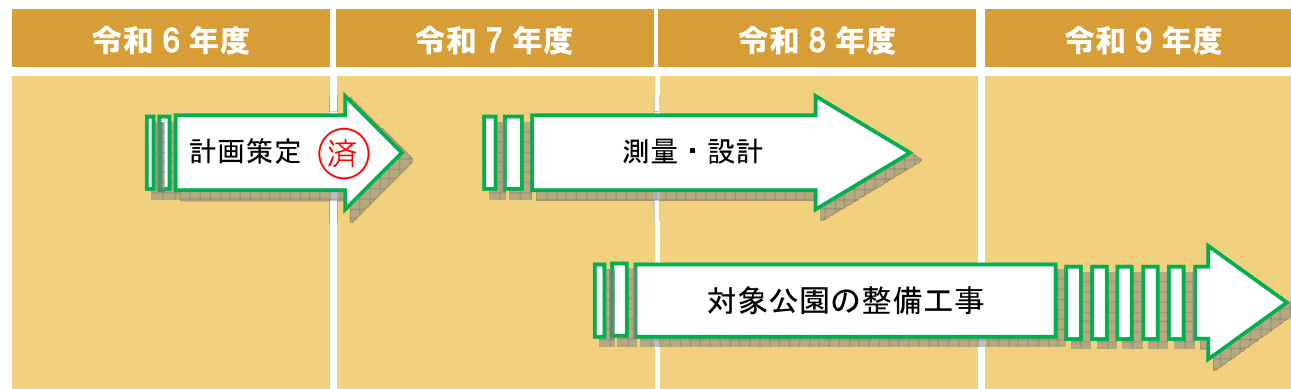 令和6年度
令和7年度
令和8年度
令和9年度
計画策定 済
測量・設計
対象公園の整備工事